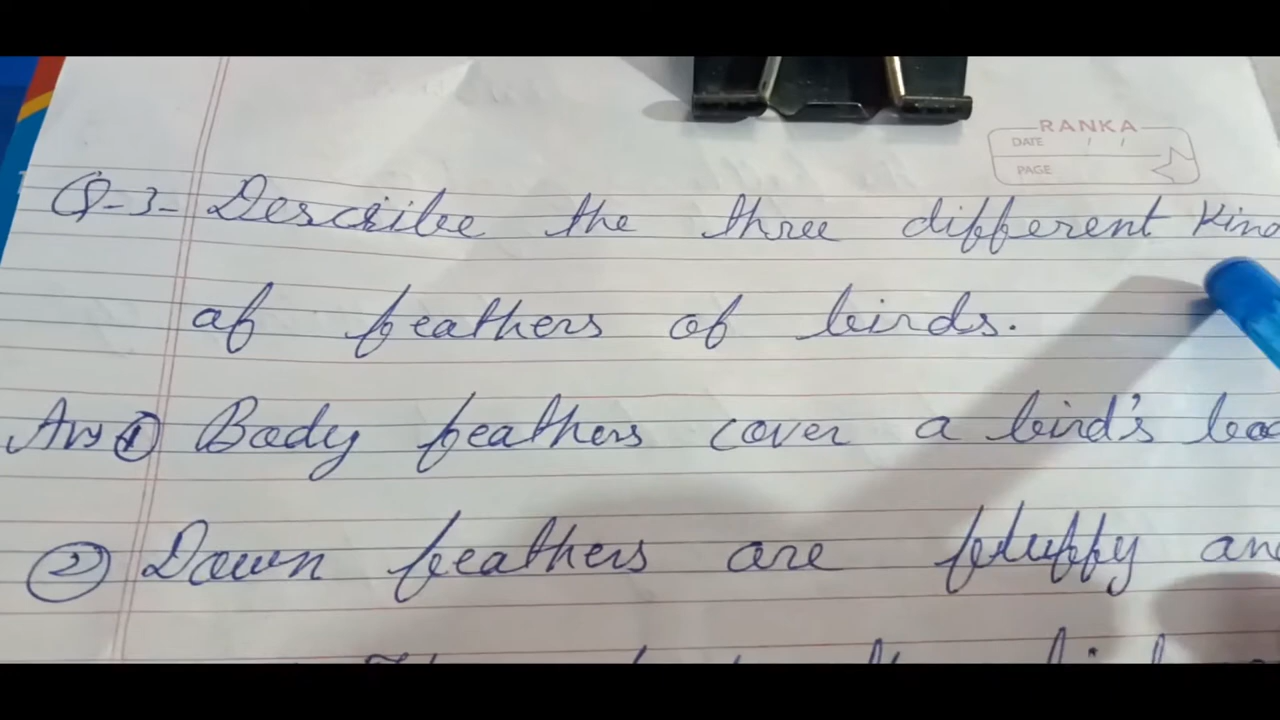 RANKA
DATE / /
PAGE
Q-3- Describe the three different Kind
of feathers of birds.
Ans ① Body feathers cover a bird's
② Down feathers are fluffy an